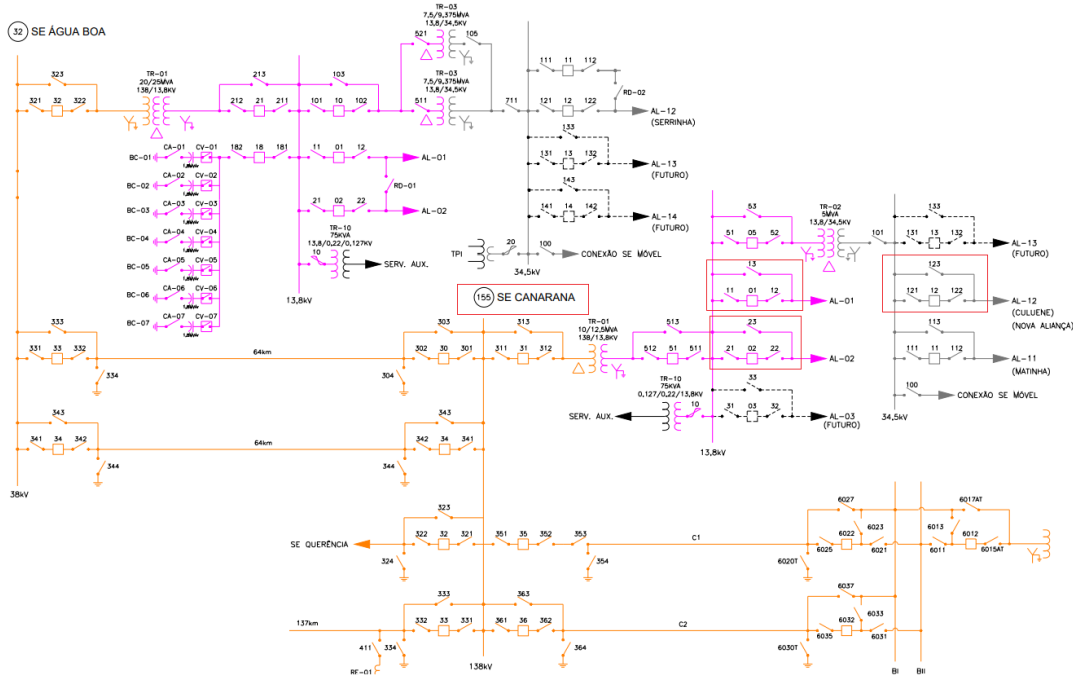 32 SE ÁGUA BOA
323
321 32 322
TR-01
20/25MVA
138/13,8KV
213
212 21 211
103
101 10 102
TR-03
7,5/9,375MVA
13,8/34,5KV
521
105
TR-03
7,5/9,375MVA
13,8/34,5KV
511
711
111 11 112
RD-02
121 12 122
AL-12
(SERRINHA)
133
131 13 132
AL-13
(FUTURO)
143
141 14 142
AL-14
TPI
20
100
CONEXÃO SE MÓVEL
34,5kV
182 18 181
11 01 12
AL-01
RD-01
21 02 22
AL-02
TR-10
75KVA
13,8/0,22/0,127KV
10
SERV. AUX.
13,8kV
BC-01 CA-01 CV-01
BC-02 CA-02 CV-02
BC-03 CA-03 CV-03
BC-04 CA-04 CV-04
BC-05 CA-05 CV-05
BC-06 CA-06 CV-06
BC-07 CA-07 CV-07
155 SE CANARANA
333
331 33 332
334
64km
303
302 30 301
304
313
311 31 312
TR-01
10/12,5MVA
138/13,8KV
513
512 51 511
53
51 05 52
TR-02
5MVA
13,8/34,5KV
101
13
11 01 12
AL-01
23
21 02 22
AL-02
TR-10
75KVA
0,127/0,22/13,8KV
SERV. AUX.
10
33
31 03 32
AL-03
(FUTURO)
13,8kV
133
131 13 132
AL-13
(FUTURO)
123
121 12 122
AL-12
(CULUENE)
(NOVA ALIANÇA)
113
111 11 112
AL-11
(MATINHA)
100
CONEXÃO SE MÓVEL
34,5kV
343
341 34 342
344
64km
343
342 34 341
344
38kV
SE QUERÊNCIA
323
322 32 321
324
351 35 352 353
354
C1
6027
6023
6025 6022 6021
6020T
6017AT
6013
6011 6012 6015AT
137km
411
RE-01
333
332 33 331
334
363
361 36 362
364
C2
6037
6033
6035 6032 6031
6030T
138kV
BI BII